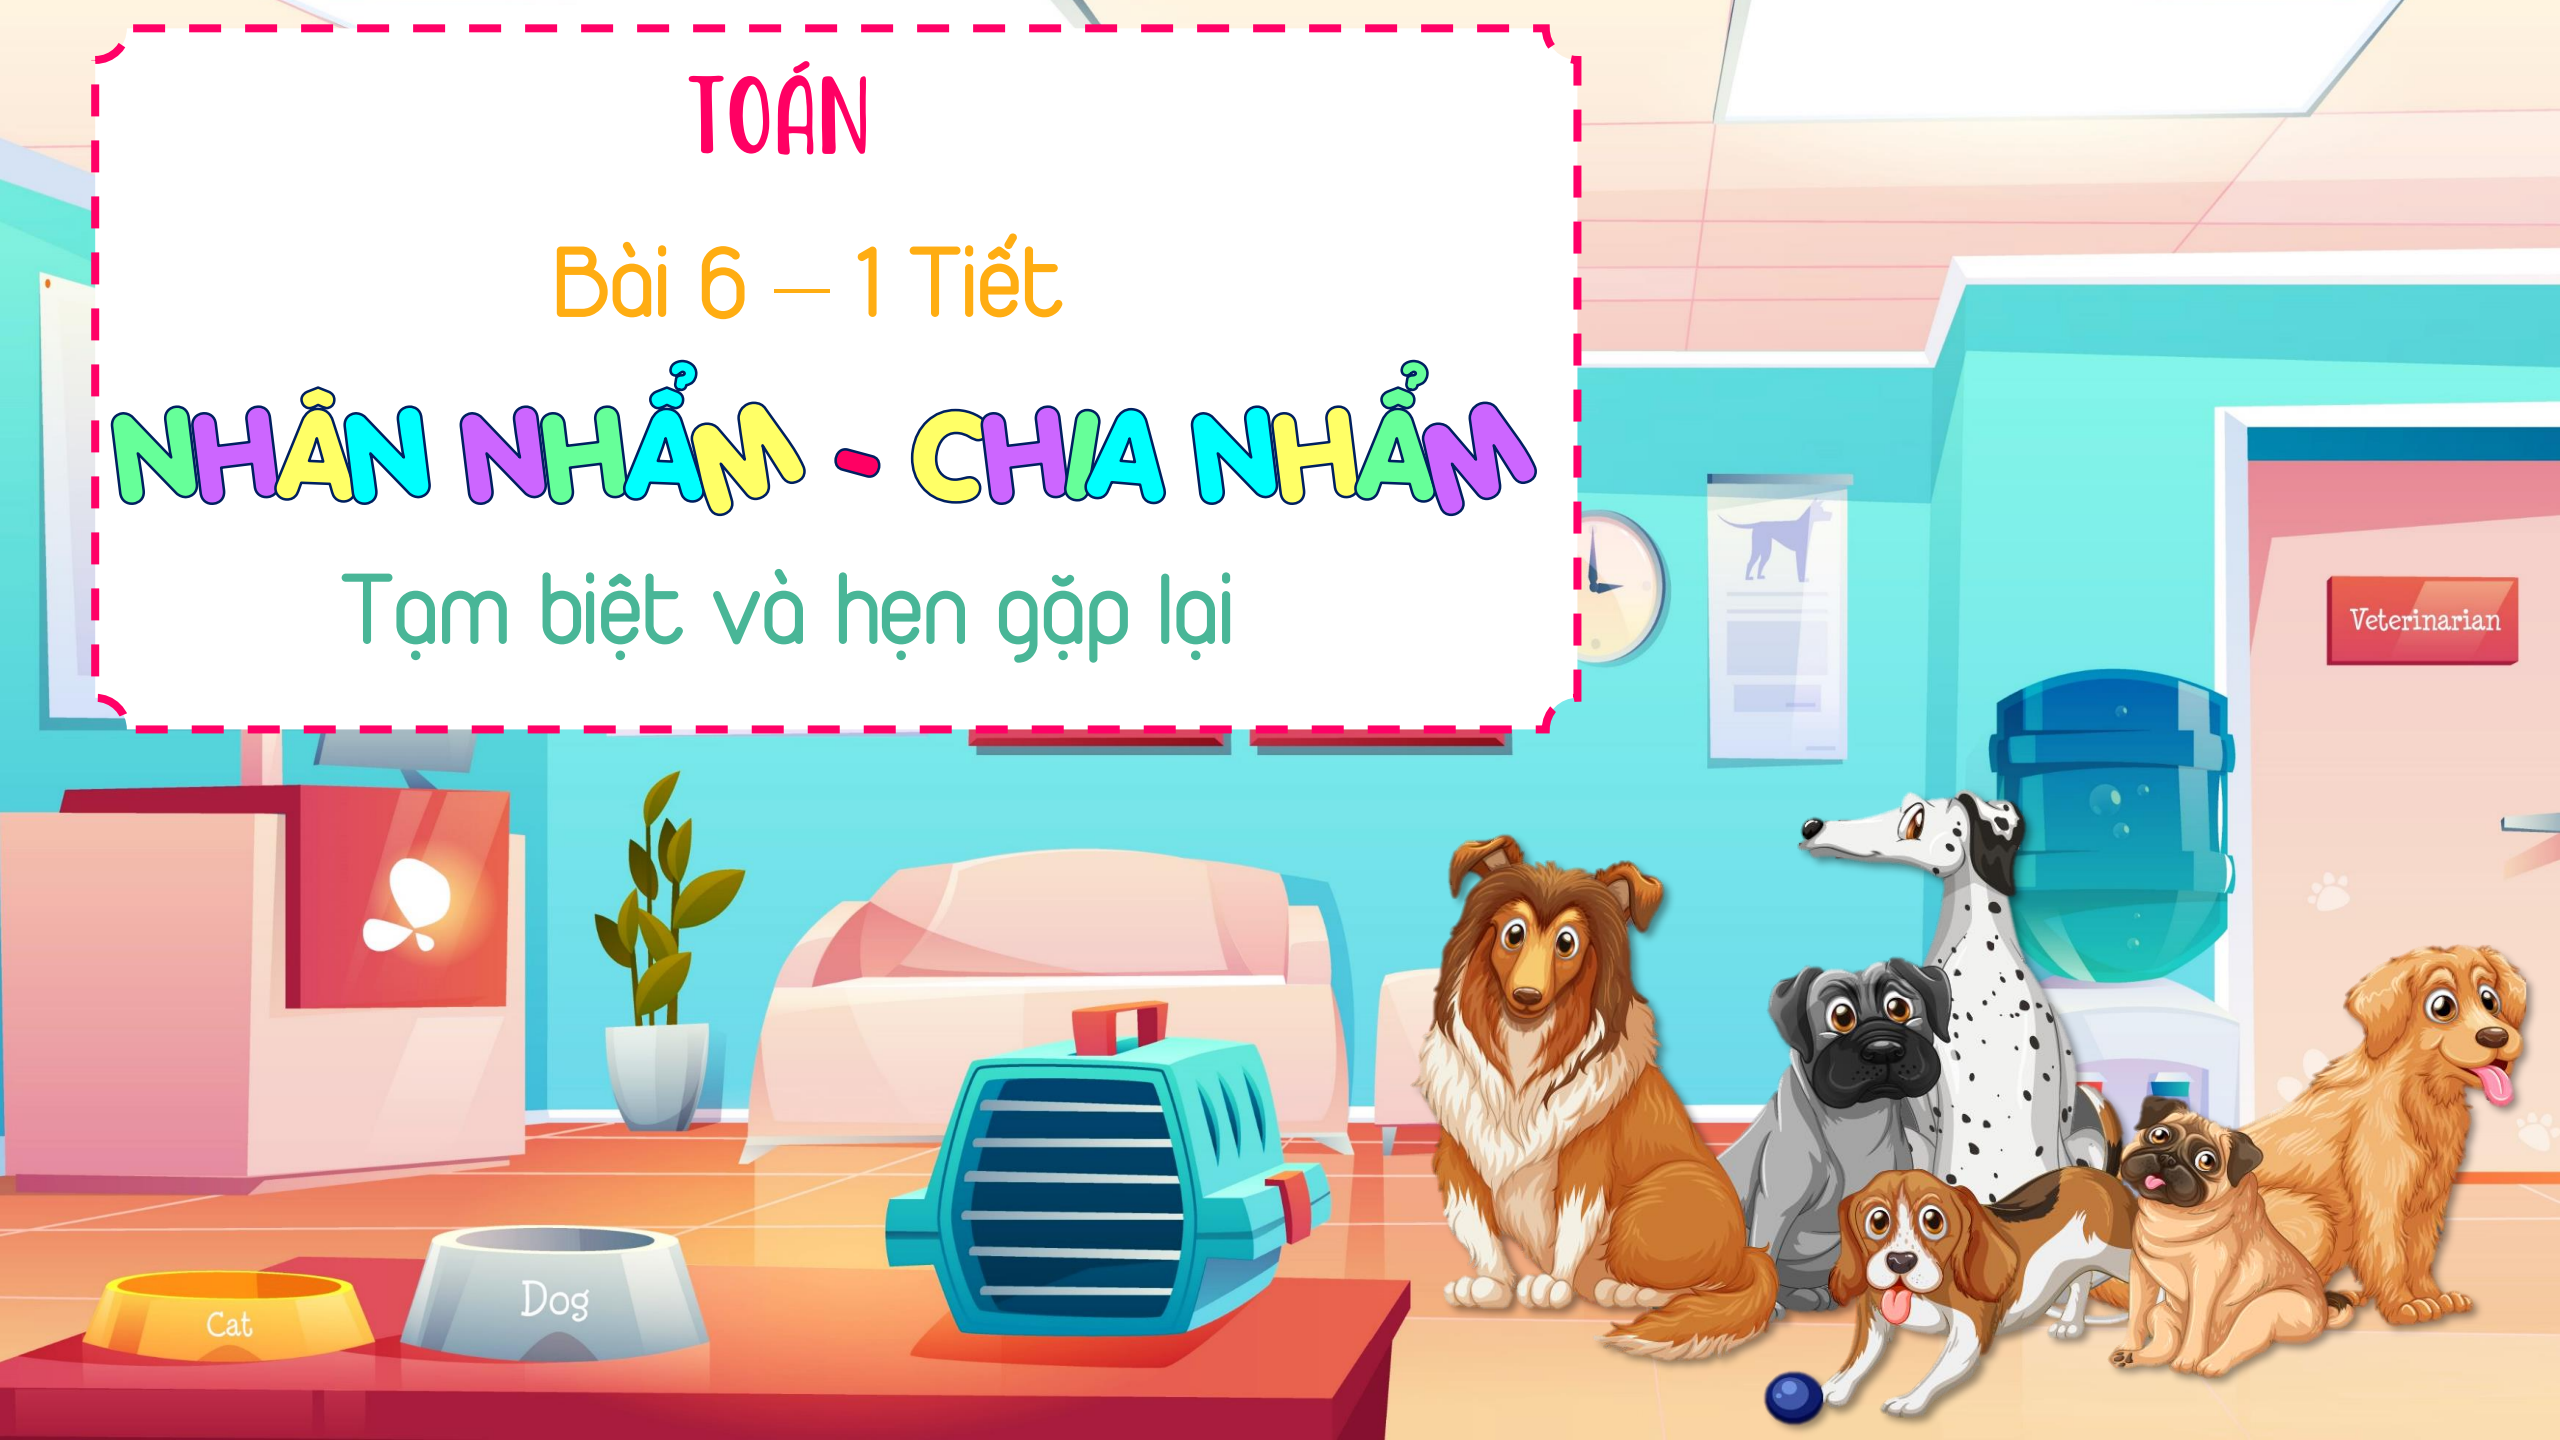 TOÁN
Bài 6 – 1 Tiết
NHÂN NHẨM - CHIA NHẨM
Tạm biệt và hẹn gặp lại
Veterinarian
Dog
Cat